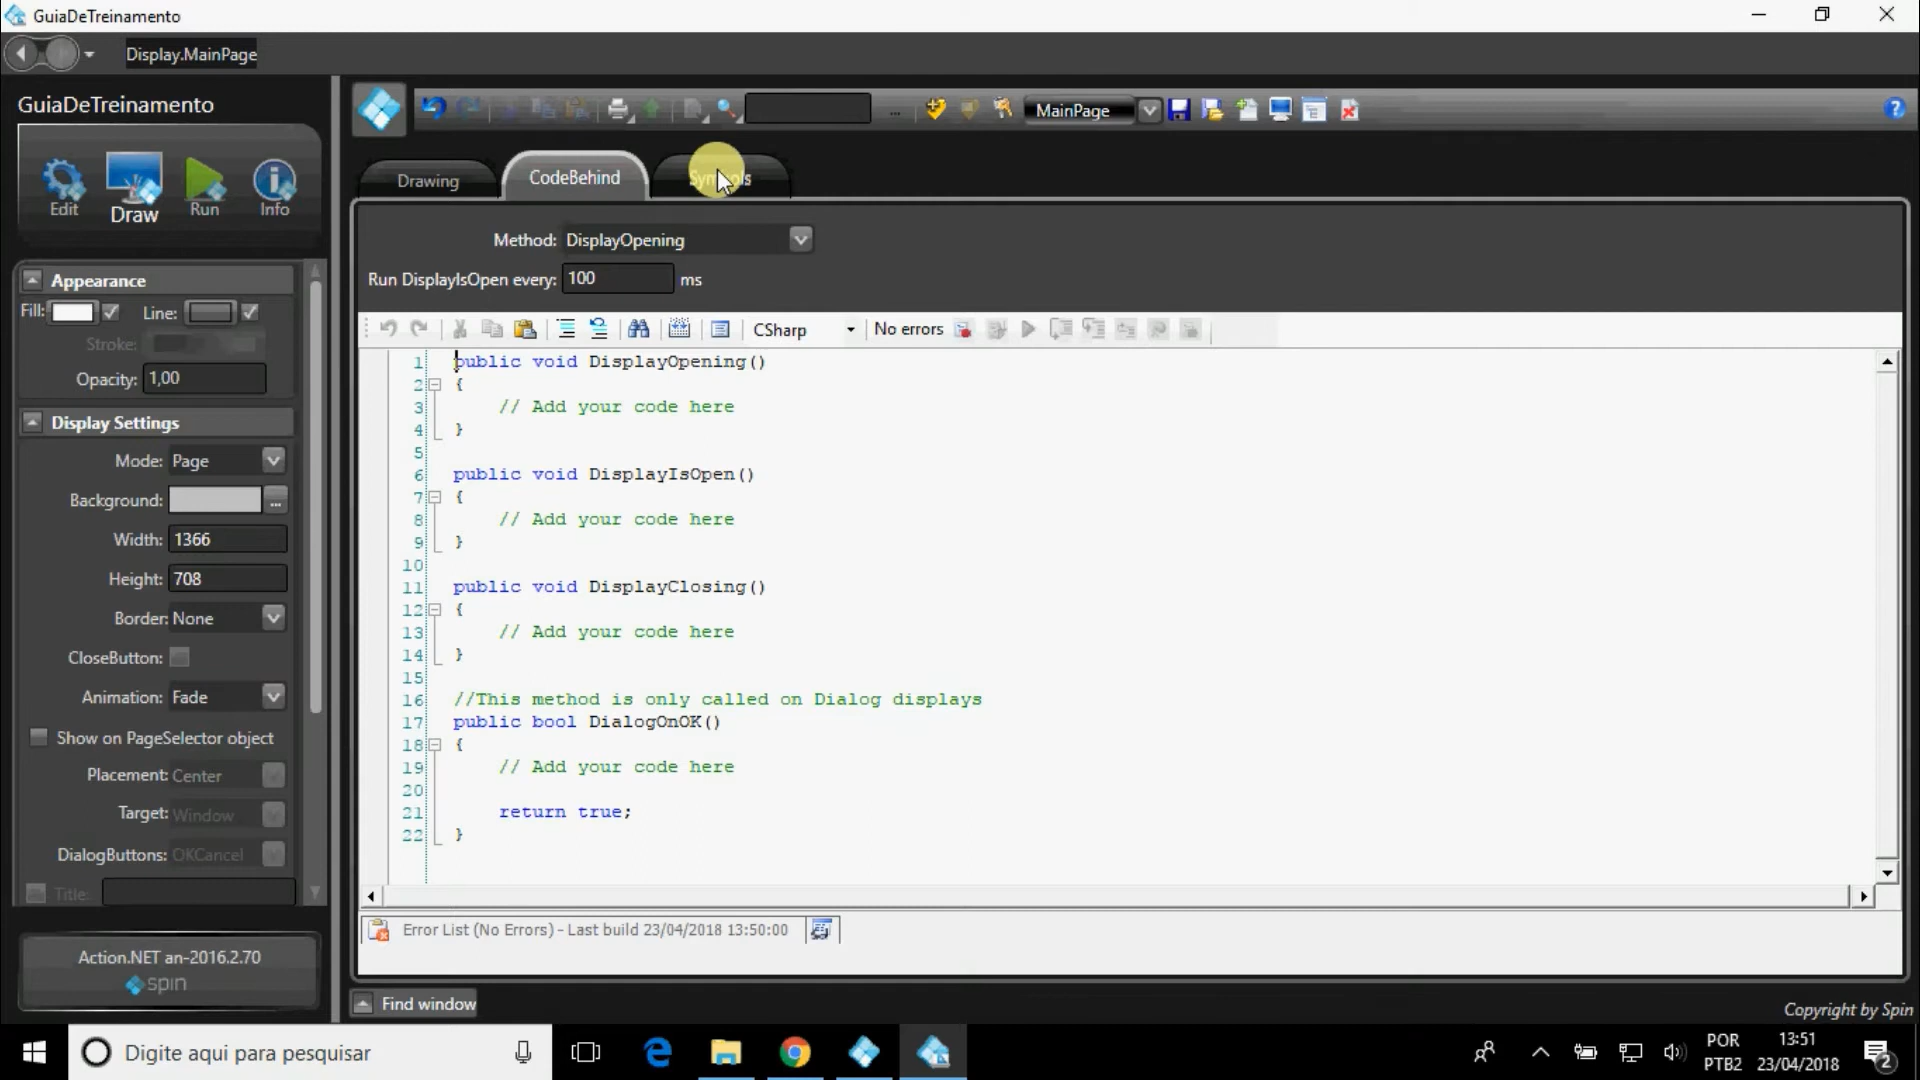 GuiaDeTreinamento
Display.MainPage
GuiaDeTreinamento
MainPage
Edit
Draw
Run
Info
Drawing
CodeBehind
Method: DisplayOpening
Run DisplayIsOpen every: 100 ms
Appearance
Fill:
Line:
Stroke:
Opacity: 1,00
Display Settings
Mode: Page
Background:
...
Width: 1366
Height: 708
Border: None
CloseButton:
Animation: Fade
Show on PageSelector object
Placement: Center
Target: Window
DialogButtons: OKCancel
Title:
CSharp
No errors
1 public void DisplayOpening()
2 {
3 // Add your code here
4 }
5
6 public void DisplayIsOpen()
7 {
8 // Add your code here
9 }
10
11 public void DisplayClosing()
12 {
13 // Add your code here
14 }
15
16 //This method is only called on Dialog displays
17 public bool DialogOnOK()
18 {
19 // Add your code here
20
21 return true;
22 }
Error List (No Errors) - Last build 23/04/2018 13:50:00
Action.NET an-2016.2.70
spin
Find window
Copyright by Spin
Digite aqui para pesquisar
POR
PTB2
13:51
23/04/2018
2